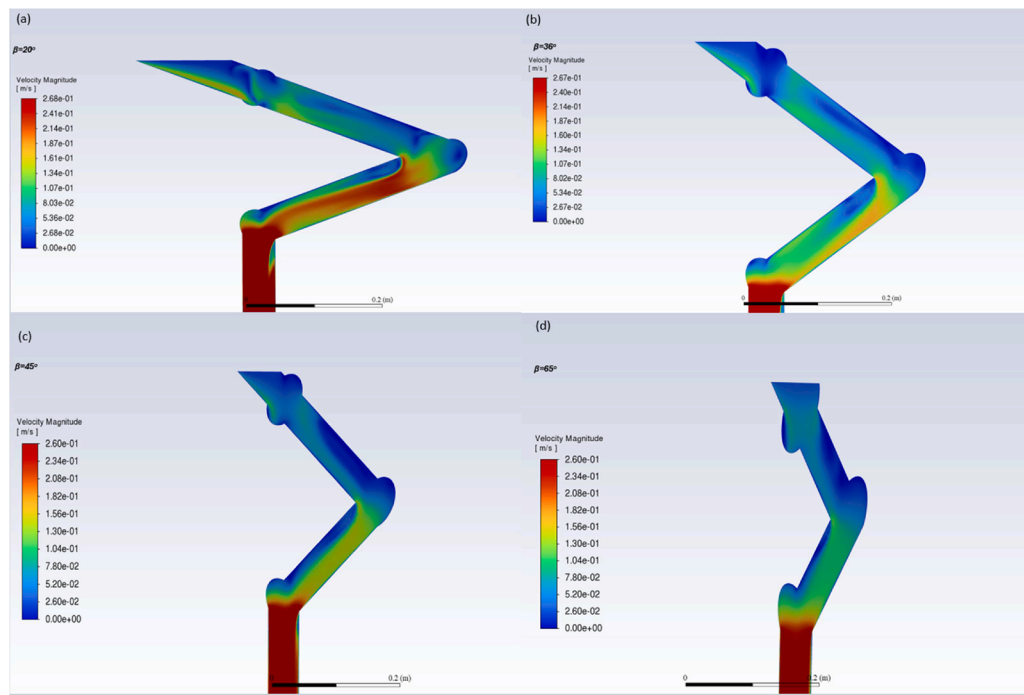 (a)
β=20°
Velocity Magnitude
[ m/s ]
2.68e-01
2.41e-01
2.14e-01
1.87e-01
1.61e-01
1.34e-01
1.07e-01
8.03e-02
5.36e-02
2.68e-02
0.00e+00
0.2 (m)
(b)
β=36°
Velocity Magnitude
[ m/s ]
2.67e-01
2.40e-01
2.14e-01
1.87e-01
1.60e-01
1.34e-01
1.07e-01
8.02e-02
5.34e-02
2.67e-02
0.00e+00
0
0.2 (m)
(c)
β=45°
Velocity Magnitude
[ m/s ]
2.60e-01
2.34e-01
2.08e-01
1.82e-01
1.56e-01
1.30e-01
1.04e-01
7.80e-02
5.20e-02
2.60e-02
0.00e+00
0.2 (m)
(d)
β=65°
Velocity Magnitude
[ m/s ]
2.60e-01
2.34e-01
2.08e-01
1.82e-01
1.56e-01
1.30e-01
1.04e-01
7.80e-02
5.20e-02
2.60e-02
0.00e+00
0
0.2 (m)